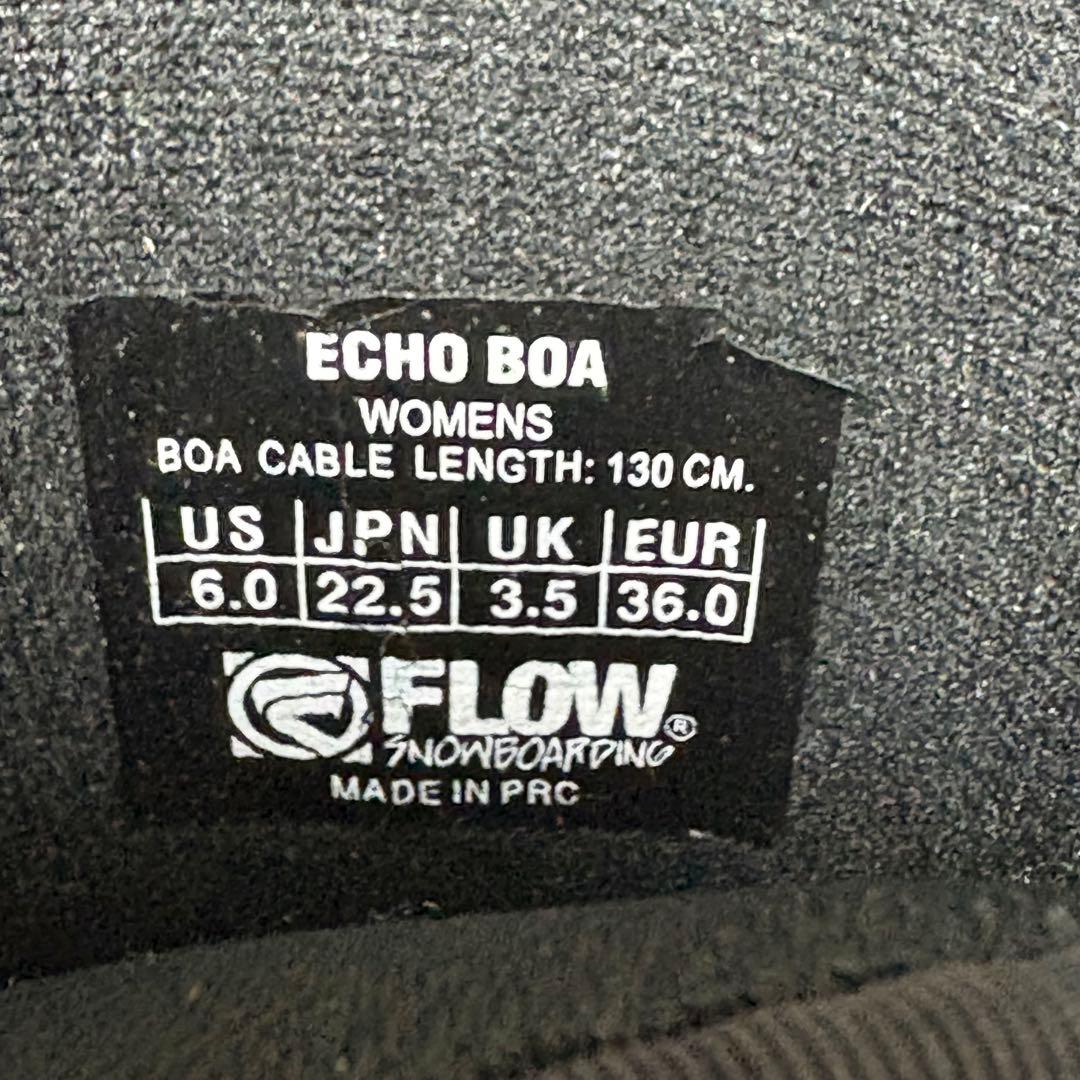 ECHO BOA
WOMENS
BOA CABLE LENGTH: 130 CM.
US JPN UK EUR
6.0 22.5 3.5 36.0
FLOW®
SNOWBOARDING
MADE IN PRC